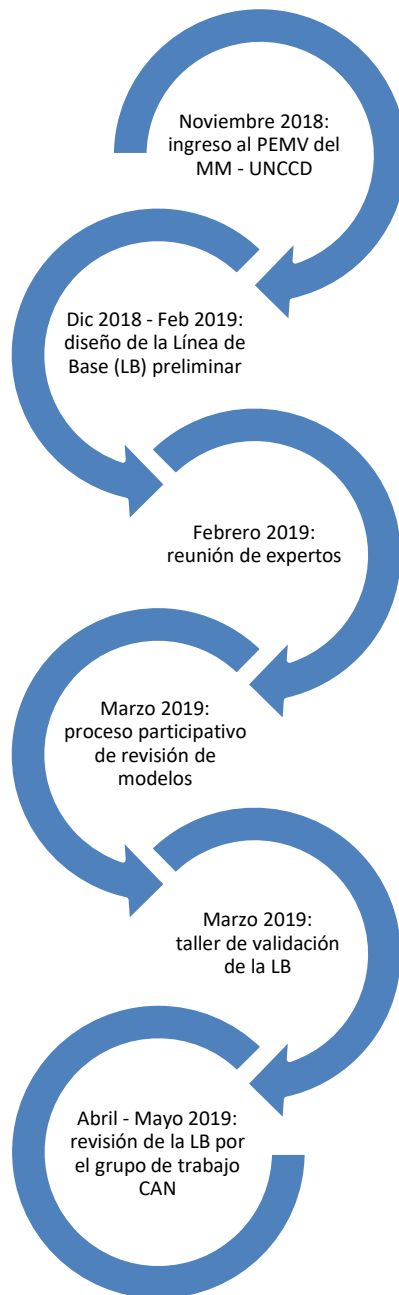 Noviembre 2018:
ingreso al PEMV del
MM - UNCCD
Dic 2018 - Feb 2019:
diseño de la Línea de
Base (LB) preliminar
Febrero 2019:
reunión de expertos
Marzo 2019:
proceso participativo
de revisión de
modelos
Marzo 2019:
taller de validación
de la LB
Abril - Mayo 2019:
revisión de la LB por
el grupo de trabajo
CAN